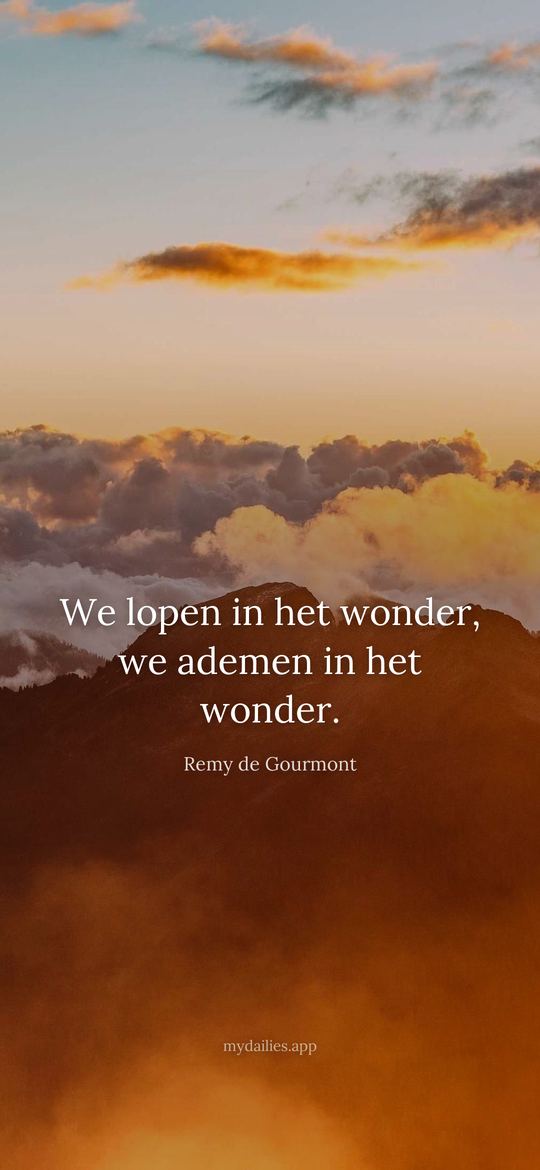 We lopen in het wonder,
we ademen in het
wonder.
Remy de Gourmont
mydailies.app